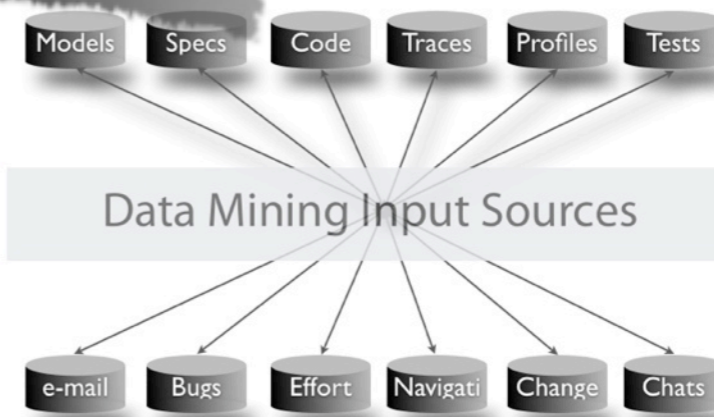 Models Specs Code Traces Profiles Tests
Data Mining Input Sources
e-mail Bugs Effort Navigati Change Chats